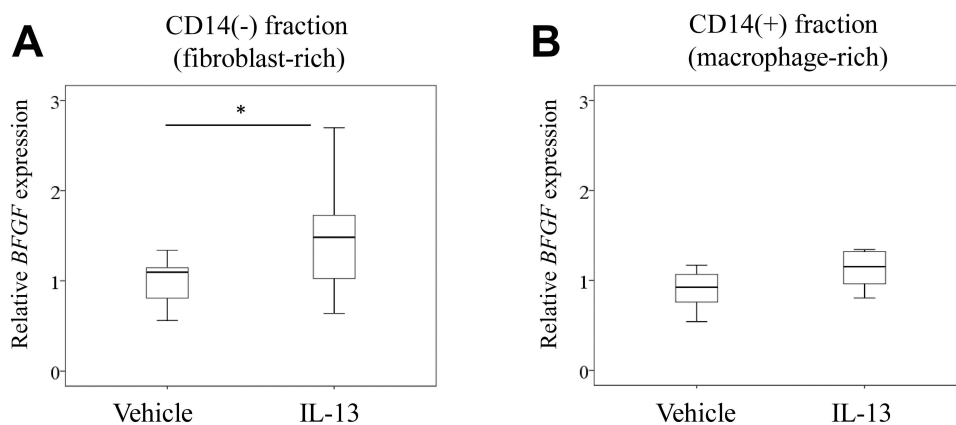 A
CD14(-) fraction
(fibroblast-rich)
Relative BFGF expression
3
2
1
0
*
Vehicle
IL-13
B
CD14(+) fraction
(macrophage-rich)
Relative BFGF expression
3
2
1
0
Vehicle
IL-13